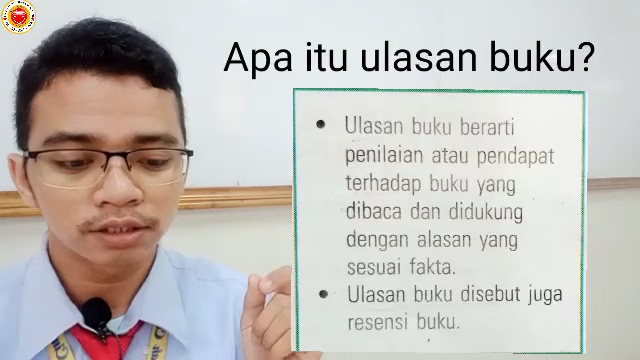 Apa itu ulasan buku?
• Ulasan buku berarti
penilaian atau pendapat
terhadap buku yang
dibaca dan didukung
dengan alasan yang
sesuai fakta.
• Ulasan buku disebut juga
resensi buku.